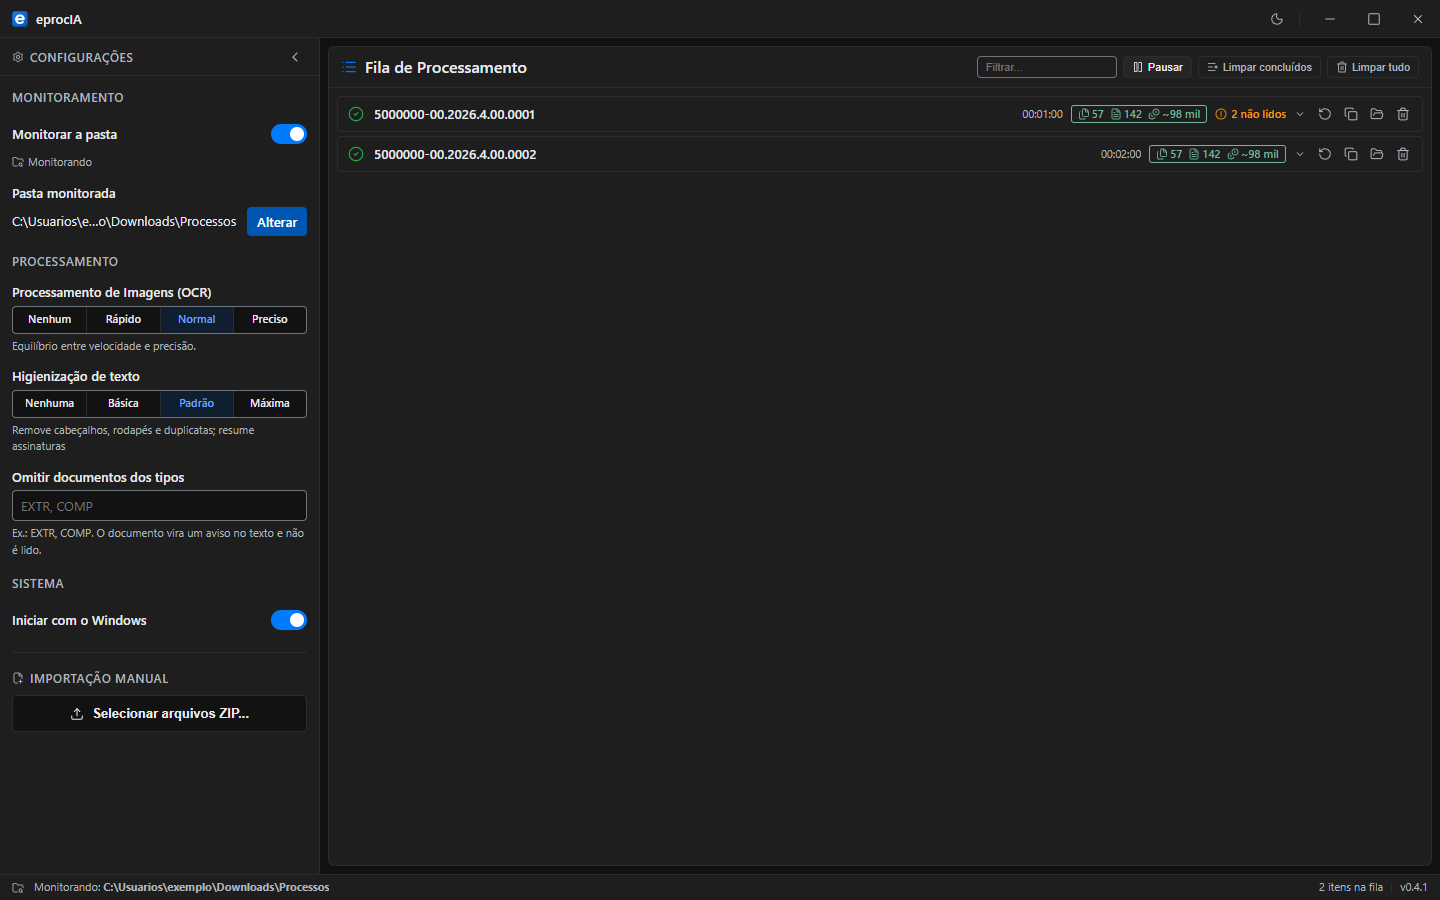 eprocIA
CONFIGURAÇÕES
MONITORAMENTO
Monitorar a pasta
Monitorando
Pasta monitorada
C:\Usuarios\e...o\Downloads\Processos
Alterar
PROCESSAMENTO
Processamento de Imagens (OCR)
Nenhum Rápido Normal Preciso
Equilíbrio entre velocidade e precisão.
Higienização de texto
Nenhuma Básica Padrão Máxima
Remove cabeçalhos, rodapés e duplicatas; resume
assinaturas
Omitir documentos dos tipos
EXTR, COMP
Ex.: EXTR, COMP. O documento vira um aviso no texto e não
é lido.
SISTEMA
Iniciar com o Windows
IMPORTAÇÃO MANUAL
Selecionar arquivos ZIP...
Fila de Processamento
Filtrar...
Pausar
Limpar concluídos
Limpar tudo
5000000-00.2026.4.00.0001 00:01:00 57 142 ~98 mil 2 não lidos
5000000-00.2026.4.00.0002 00:02:00 57 142 ~98 mil
Monitorando: C:\Usuarios\exemplo\Downloads\Processos
2 itens na fila v0.4.1